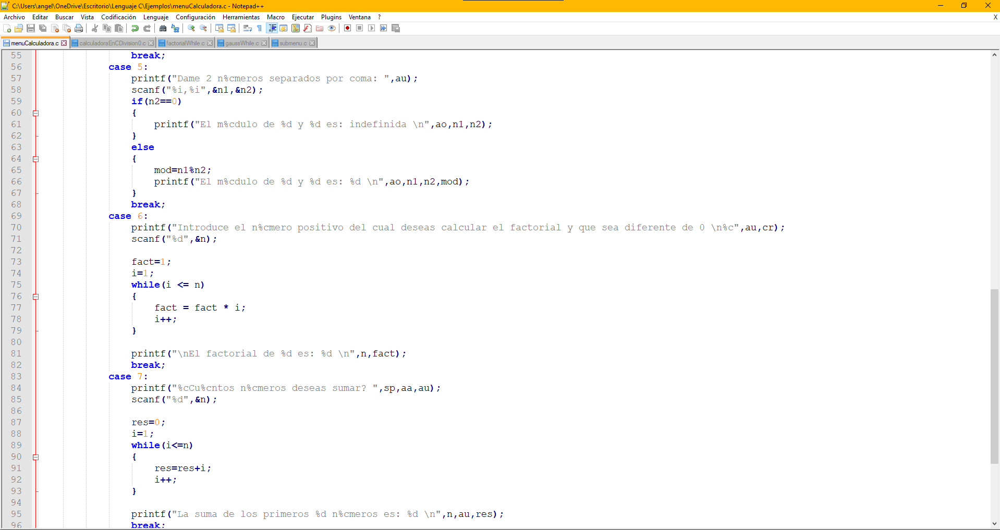 C:\Users\angel\OneDrive\Escritorio\Lenguaje C\Ejemplos\menuCalculadora.c - Notepad++
Archivo Editar Buscar Vista Codificación Lenguaje Configuración Herramientas Macro Ejecutar Plugins Ventana ? X
menuCalculadora.c calculadoraEnCDivision0.c factorialWhile.c gaussWhile.c submenu.c
55 break;
56 case 5:
57 printf("Dame 2 n%cmeros separados por coma: ",au);
58 scanf("%i,%i",&n1,&n2);
59 if(n2==0)
60 {
61 printf("El m%cdulo de %d y %d es: indefinida \n",ao,n1,n2);
62 }
63 else
64 {
65 mod=n1%n2;
66 printf("El m%cdulo de %d y %d es: %d \n",ao,n1,n2,mod);
67 }
68 break;
69 case 6:
70 printf("Introduce el n%cmero positivo del cual deseas calcular el factorial y que sea diferente de 0 \n%c",au,cr);
71 scanf("%d",&n);
72
73 fact=1;
74 i=1;
75 while(i <= n)
76 {
77 fact = fact * i;
78 i++;
79 }
80
81 printf("\nEl factorial de %d es: %d \n",n,fact);
82 break;
83 case 7:
84 printf("%cCu%cntos n%cmeros deseas sumar? ",sp,aa,au);
85 scanf("%d",&n);
86
87 res=0;
88 i=1;
89 while(i<=n)
90 {
91 res=res+i;
92 i++;
93 }
94
95 printf("La suma de los primeros %d n%cmeros es: %d \n",n,au,res);
96 break;